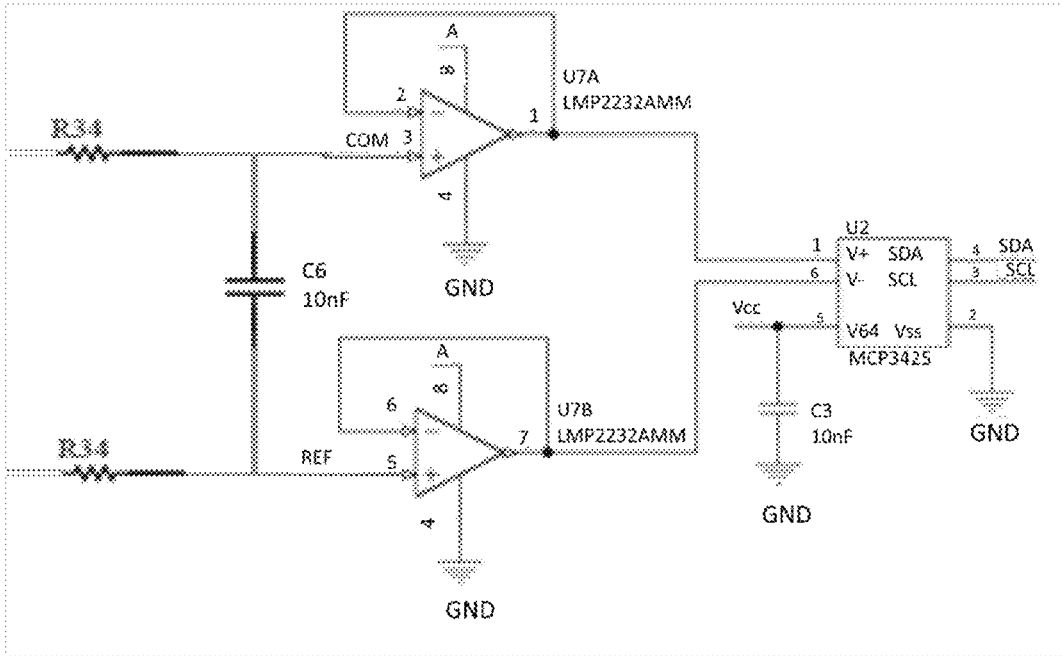 A
8
U7A
LMP2232AMM
2
1
R34
COM
3
4
GND
C6
10nF
U2
1
V+ SDA
4
SDA
6
V- SCL
3
SCL
Vcc
5
V64 Vss
2
MCP3425
A
8
U7B
LMP2232AMM
6
7
R34
REF
5
4
GND
C3
10nF
GND
GND